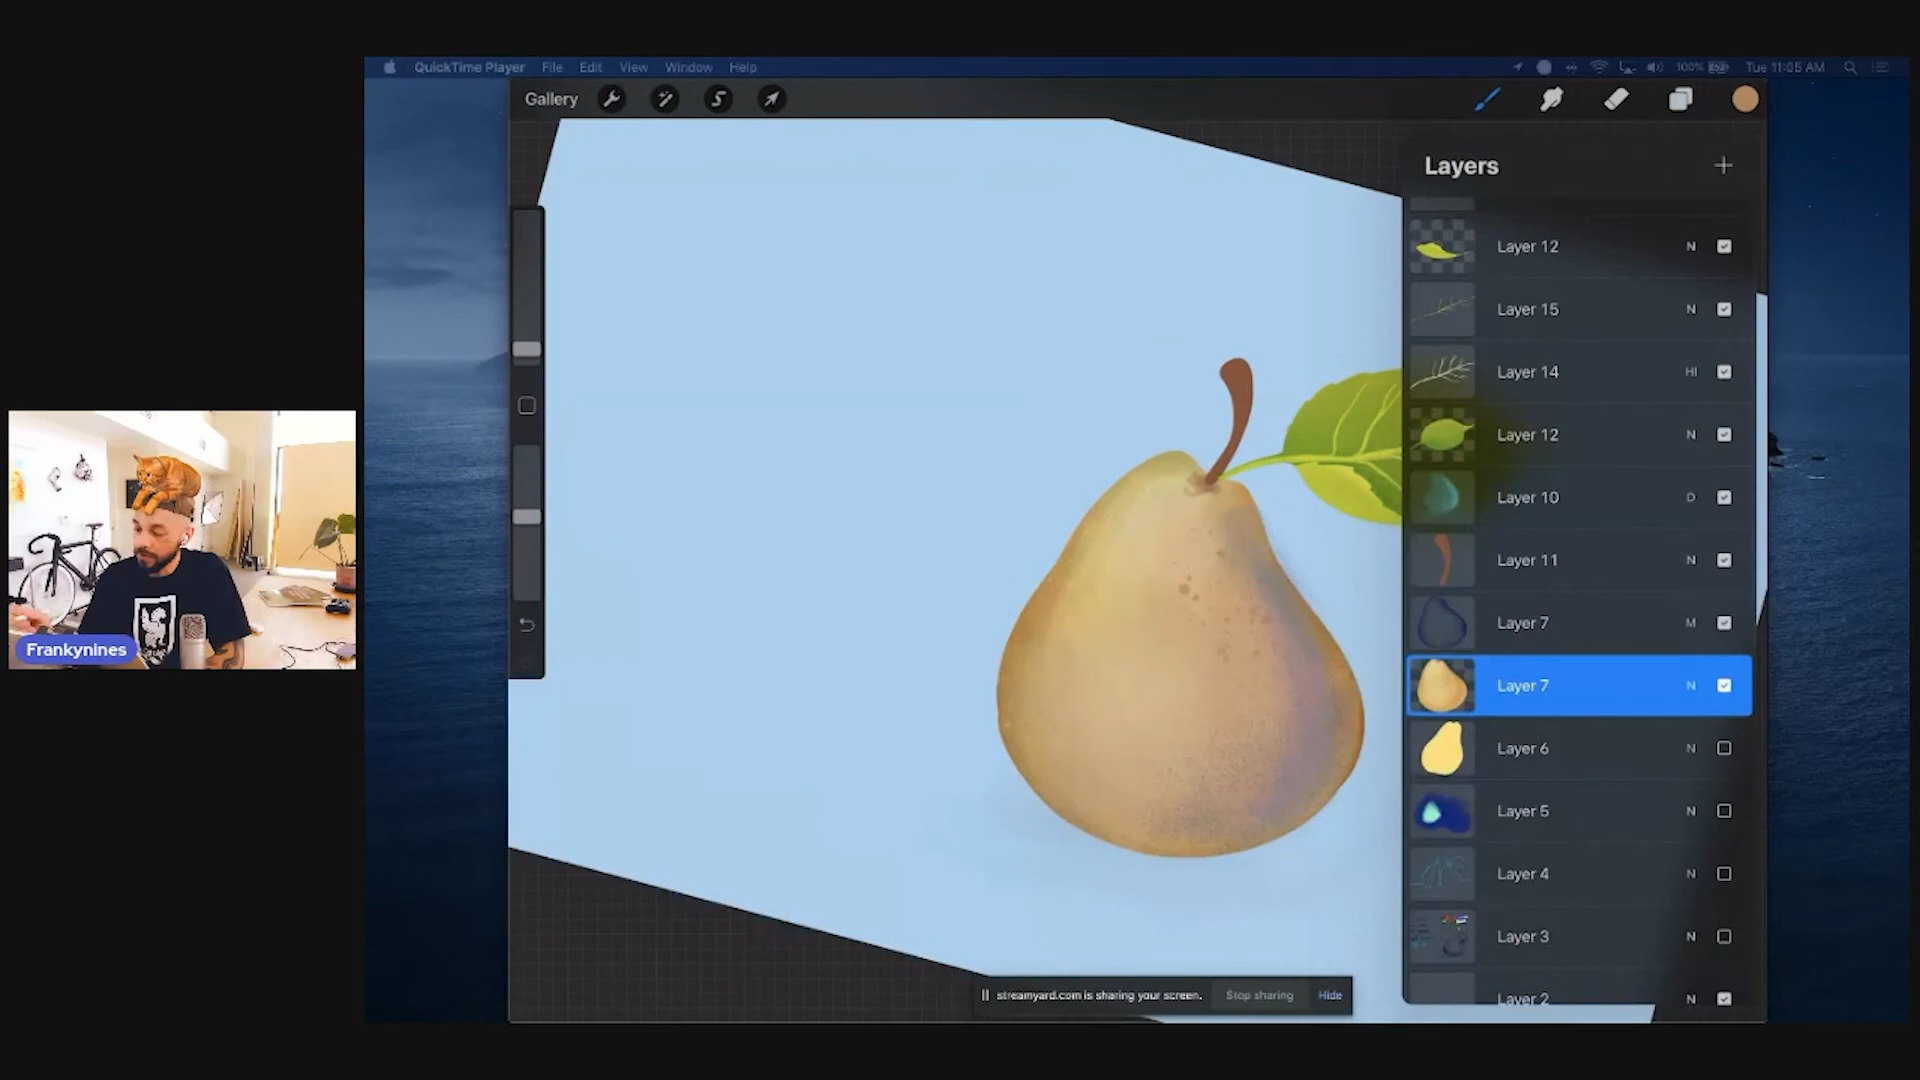 QuickTime Player File Edit View Window Help 100% Tue 11:05 AM
Gallery
Layers
Layer 12 N
Layer 15 N
Layer 14 HI
Layer 12 N
Layer 10 D
Layer 11 N
Layer 7 M
Layer 7 N
Layer 6 N
Layer 5 N
Layer 4 N
Layer 3 N
Layer 2 N
Frankynines
streamyard.com is sharing your screen. Stop sharing Hide